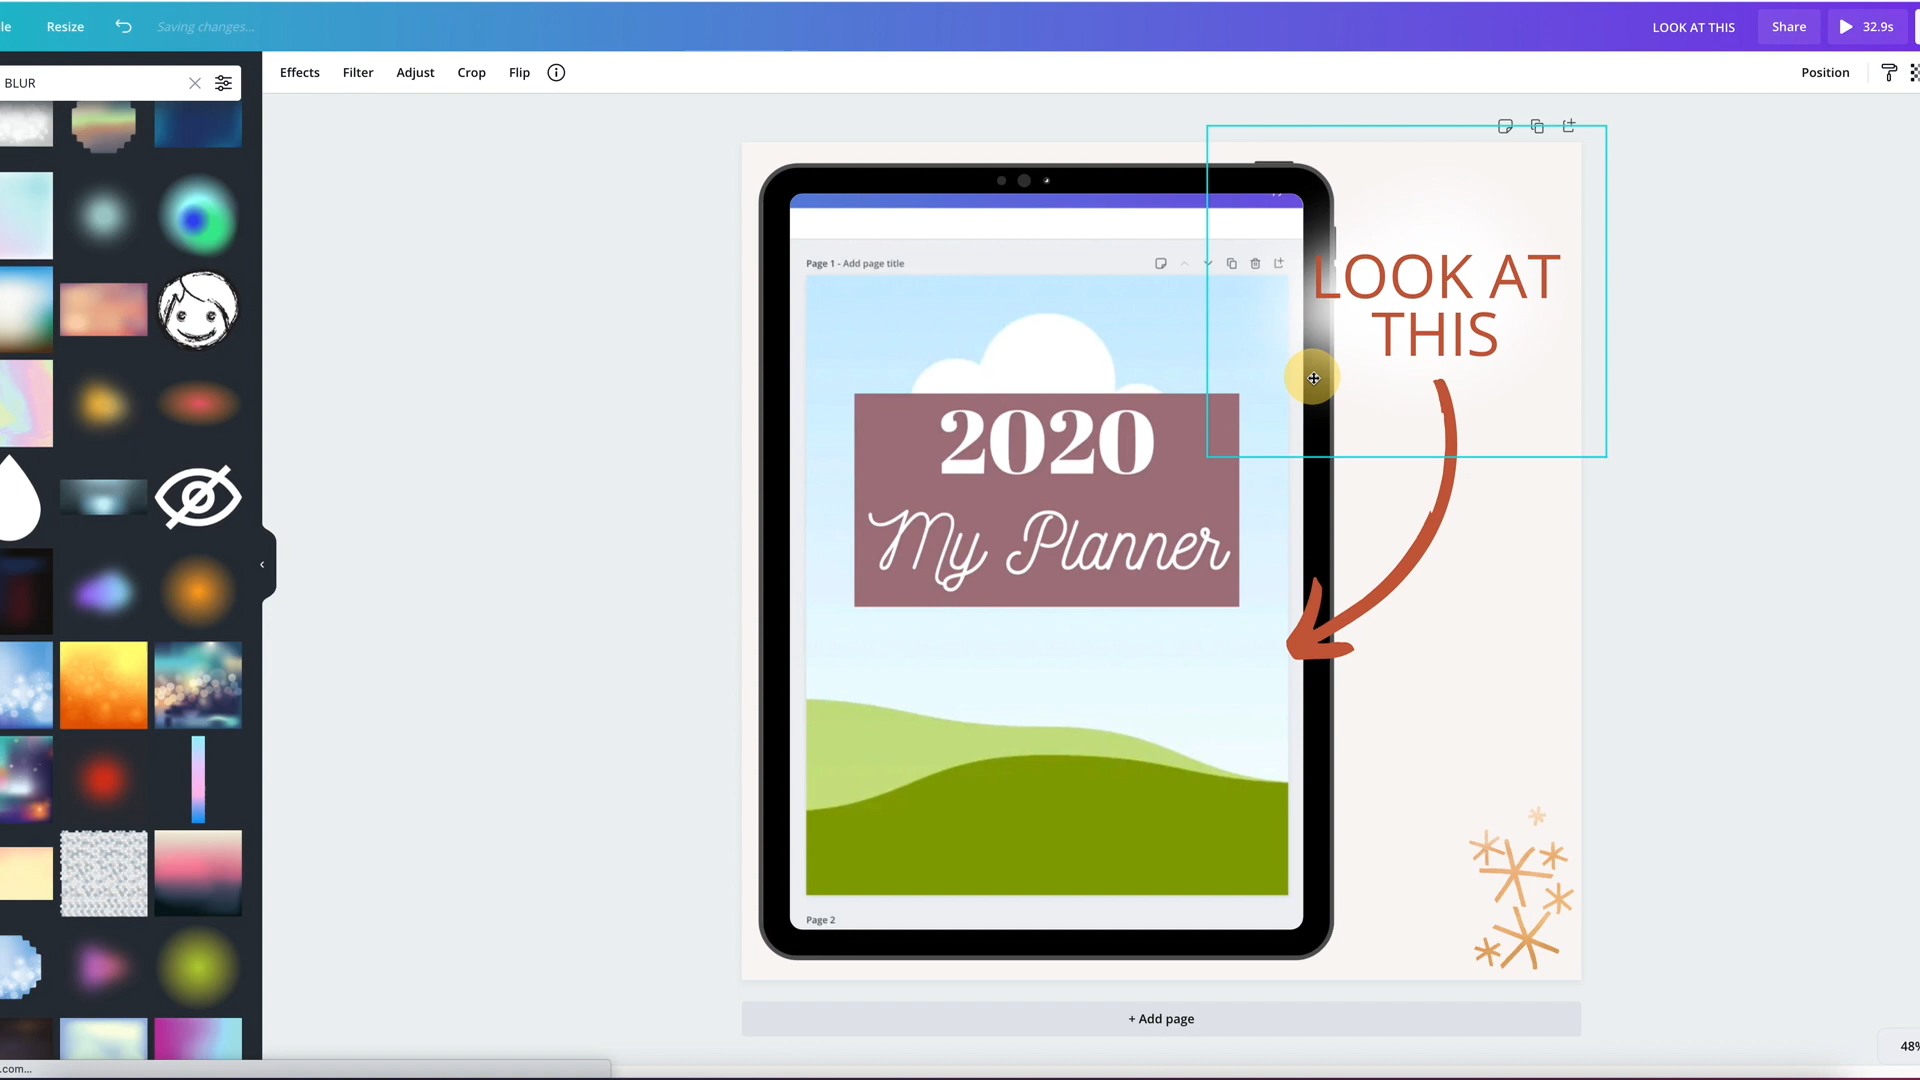 le
Resize
Saving changes...
LOOK AT THIS
Share
32.9s
BLUR
Effects
Filter
Adjust
Crop
Flip
Position
Page 1 - Add page title
LOOK AT
THIS
2020
My Planner
Page 2
+ Add page
48%
.com...